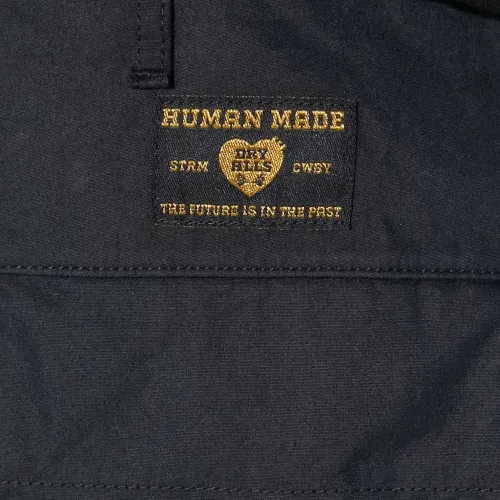 HUMAN MADE
DRY
STRM ALLS CWBY
THE FUTURE IS IN THE PAST